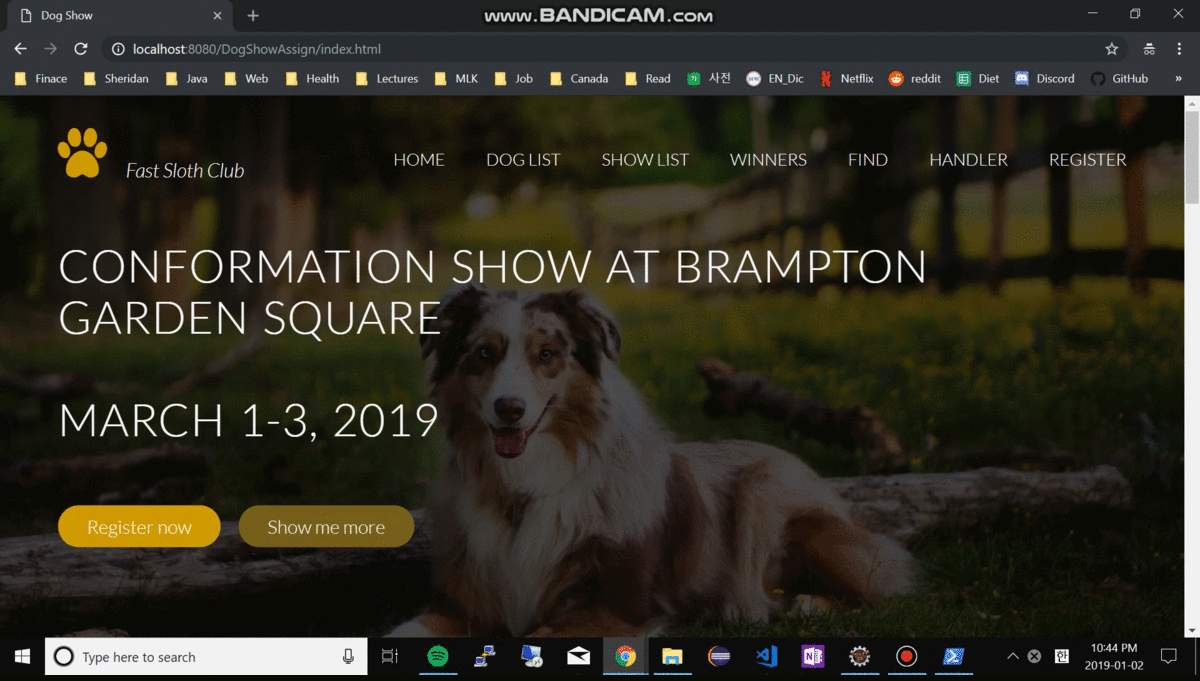 Dog Show
www.BANDICAM.com
localhost:8080/DogShowAssign/index.html
Finace
Sheridan
Java
Web
Health
Lectures
MLK
Job
Canada
Read
사전
EN_Dic
Netflix
reddit
Diet
Discord
GitHub
»
Fast Sloth Club
HOME
DOG LIST
SHOW LIST
WINNERS
FIND
HANDLER
REGISTER
CONFORMATION SHOW AT BRAMPTON
GARDEN SQUARE
MARCH 1-3, 2019
Register now
Show me more
Type here to search
한
10:44 PM
2019-01-02